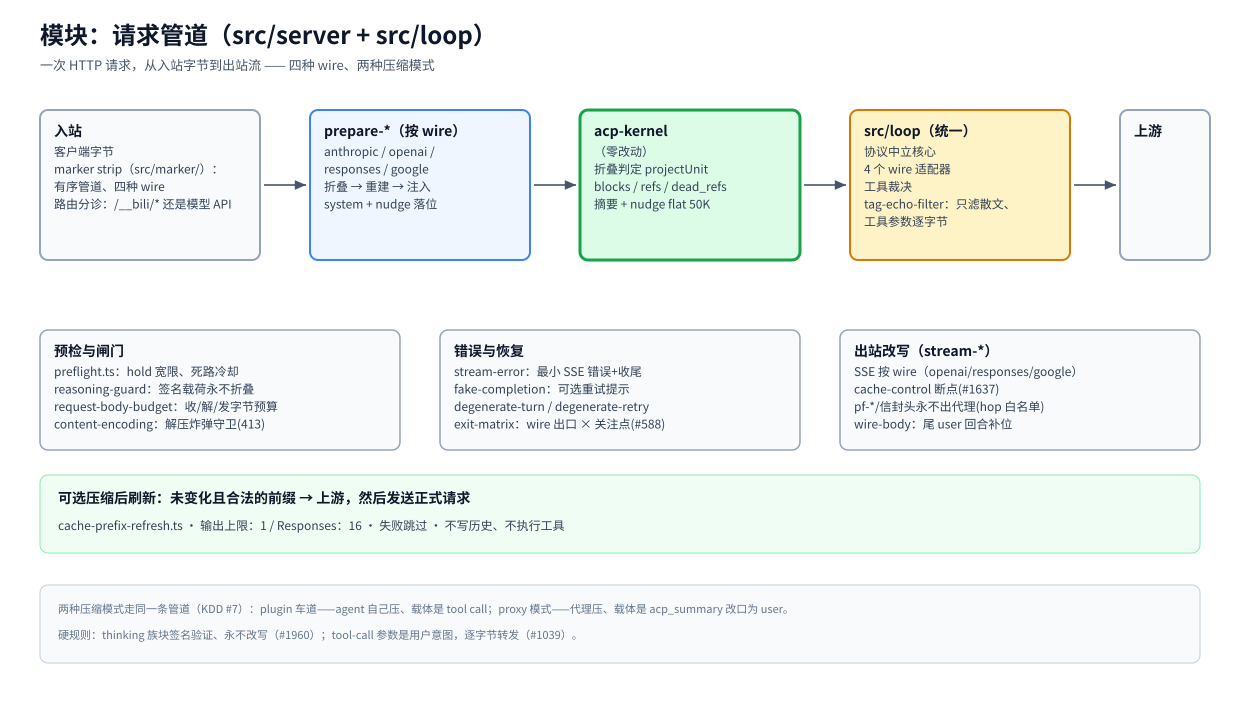 模块：请求管道（src/server + src/loop）
一次 HTTP 请求，从入站字节到出站流 —— 四种 wire、两种压缩模式
入站
客户端字节
marker strip（src/marker/）：
有序管道、四种 wire
路由分诊：/__bili/* 还是模型 API
prepare-*（按 wire）
anthropic / openai /
responses / google
折叠 → 重建 → 注入
system + nudge 落位
acp-kernel
（零改动）
折叠判定 projectUnit
blocks / refs / dead_refs
摘要 + nudge flat 50K
src/loop（统一）
协议中立核心
4 个 wire 适配器
工具裁决
tag-echo-filter：只滤散文、
工具参数逐字节
上游
预检与闸门
preflight.ts：hold 宽限、死路冷却
reasoning-guard：签名载荷永不折叠
request-body-budget：收/解/发字节预算
content-encoding：解压炸弹守卫(413)
错误与恢复
stream-error：最小 SSE 错误+收尾
fake-completion：可选重试提示
degenerate-turn / degenerate-retry
exit-matrix：wire 出口 × 关注点(#588)
出站改写（stream-*）
SSE 按 wire（openai/responses/google）
cache-control 断点(#1637)
pf-*/信封头永不出代理(hop 白名单)
wire-body：尾 user 回合补位
可选压缩后刷新：未变化且合法的前缀 → 上游，然后发送正式请求
cache-prefix-refresh.ts · 输出上限：1 / Responses：16 · 失败跳过 · 不写历史、不执行工具
两种压缩模式走同一条管道（KDD #7）：plugin 车道——agent 自己压、载体是 tool call；proxy 模式——代理压、载体是 acp_summary 改口为 user。
硬规则：thinking 族块签名验证、永不改写（#1960）；tool-call 参数是用户意图，逐字节转发（#1039）。